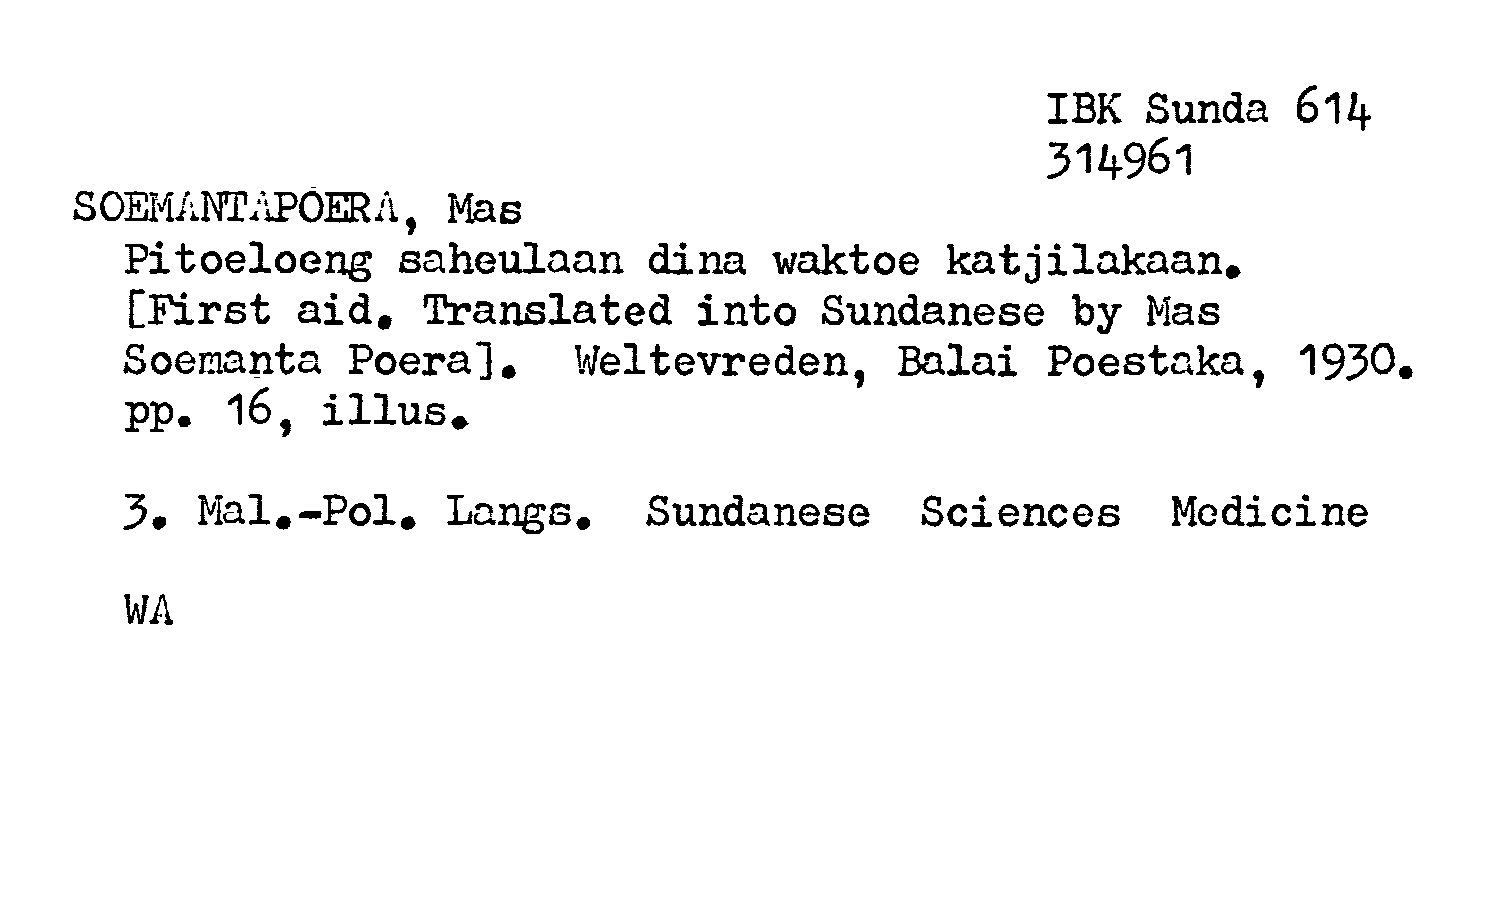 IBK Sunda 614
314961
SOEMANTAPOERA, Mas
Pitoeloeng saheulaan dina waktoe katjilakaan.
[First aid. Translated into Sundanese by Mas
Soemanta Poera]. Weltevreden, Balai Poestaka, 1930.
pp. 16, illus.
3. Mal.-Pol. Langs. Sundanese Sciences Medicine
WA